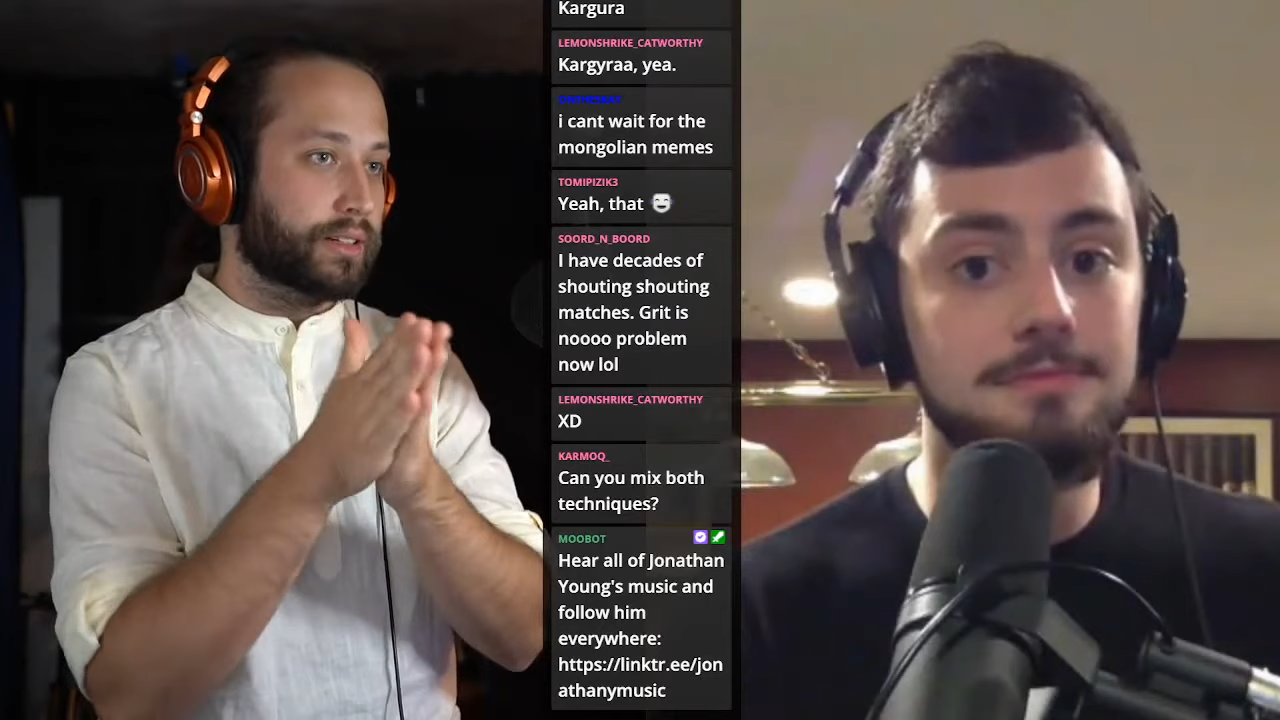 Kargura
LEMONSHRIKE_CATWORTHY
Kargyraa, yea.
i cant wait for the
mongolian memes
TOMIPIZIK3
Yeah, that
SOORD_N_BOORD
I have decades of
shouting shouting
matches. Grit is
noooo problem
now lol
LEMONSHRIKE_CATWORTHY
XD
KARMOQ_
Can you mix both
techniques?
MOOBOT
Hear all of Jonathan
Young's music and
follow him
everywhere:
https://linktr.ee/jon
athanymusic